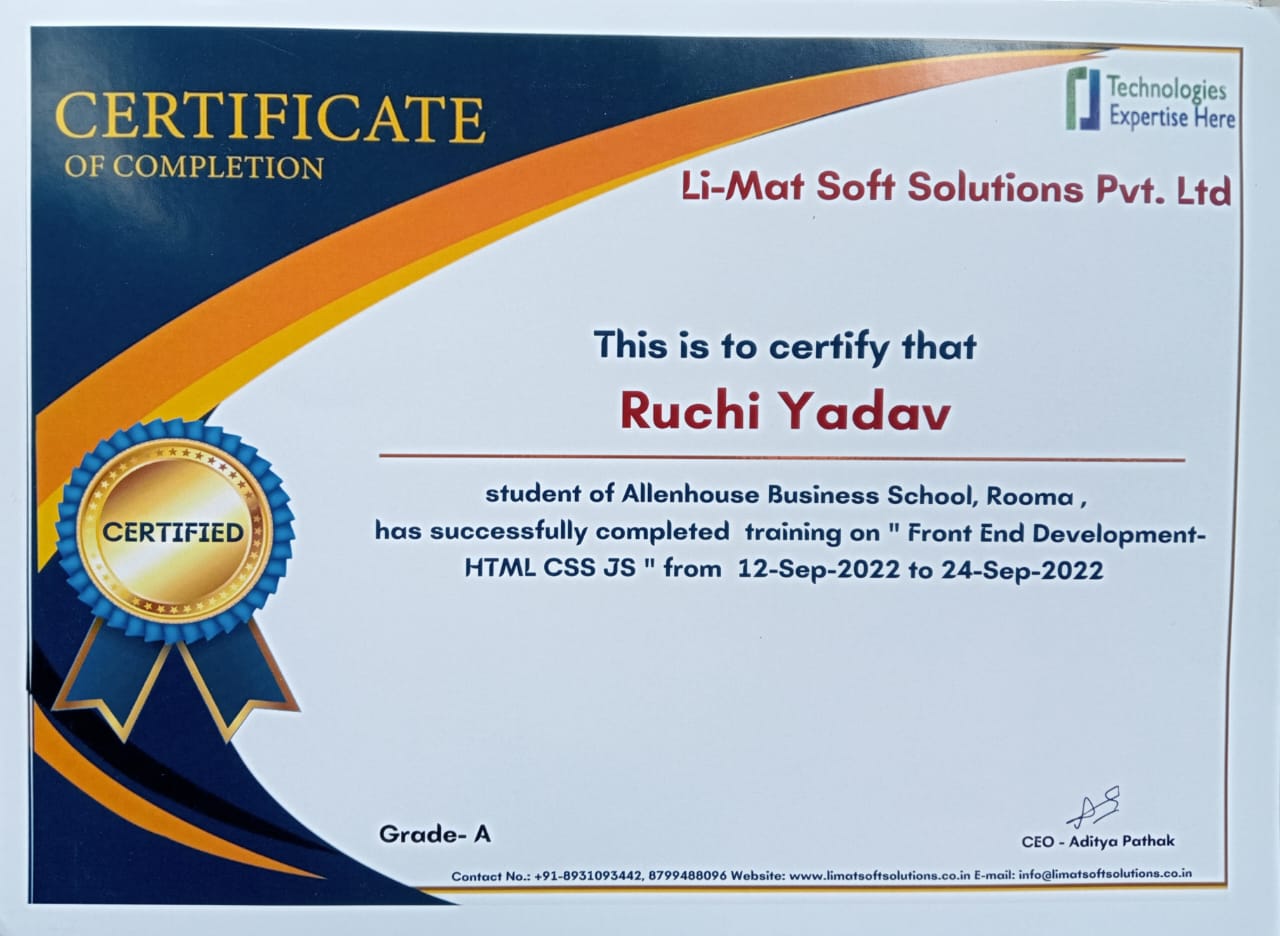 CERTIFICATE
OF COMPLETION
Technologies
Expertise Here
Li-Mat Soft Solutions Pvt. Ltd
This is to certify that
Ruchi Yadav
student of Allenhouse Business School, Rooma ,
has successfully completed training on " Front End Development-
HTML CSS JS " from 12-Sep-2022 to 24-Sep-2022
CERTIFIED
Grade- A
CEO - Aditya Pathak
Contact No.: +91-8931093442, 8799488096 Website: www.limatsoftsolutions.co.in E-mail: info@limatsoftsolutions.co.in